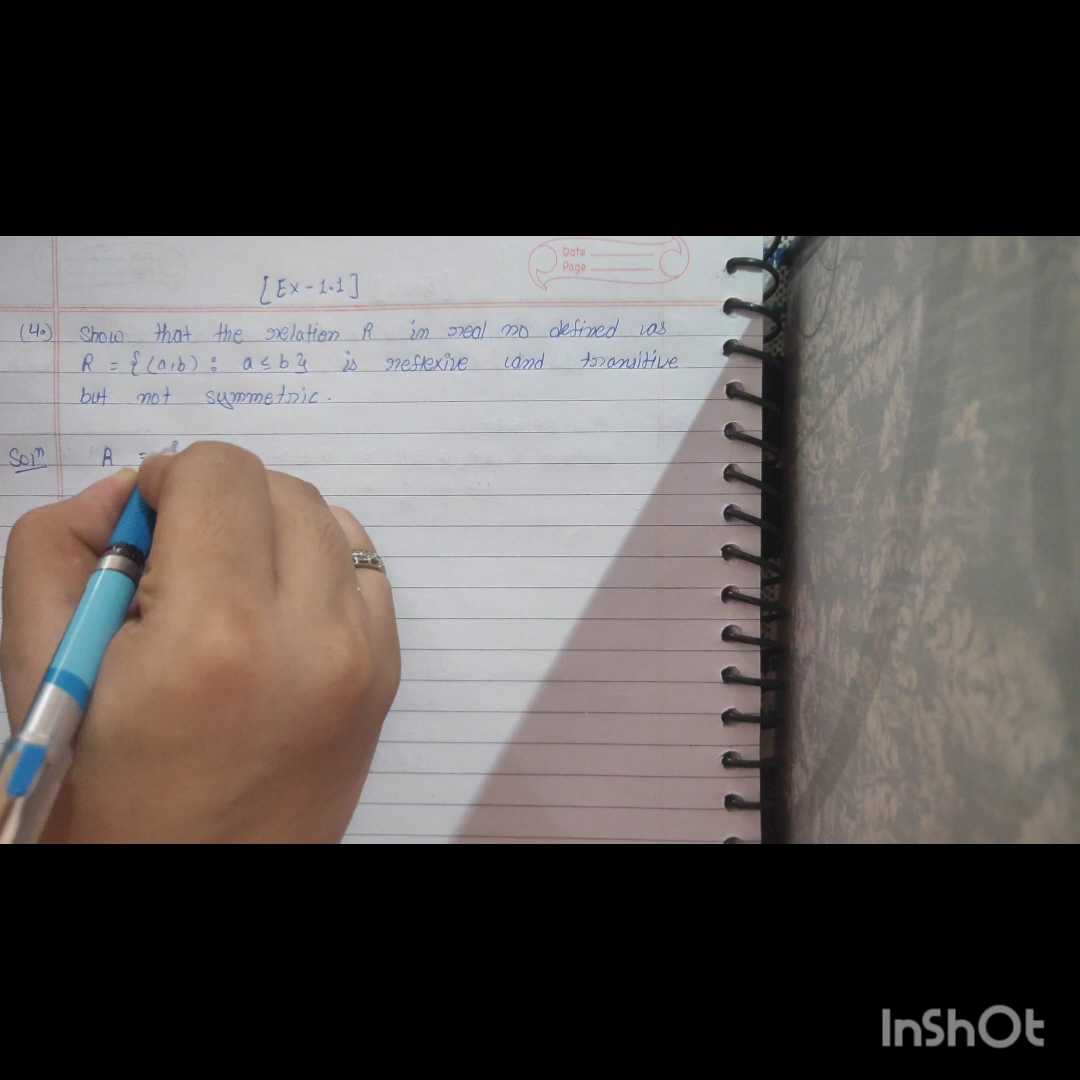 Date
Page
[Ex-1.1]
(4.) Show that the relation R in real no defined as
R = {(a,b) : a ≤ b} is reflexive and transitive
but not symmetric.
Solⁿ R = {
InShOt